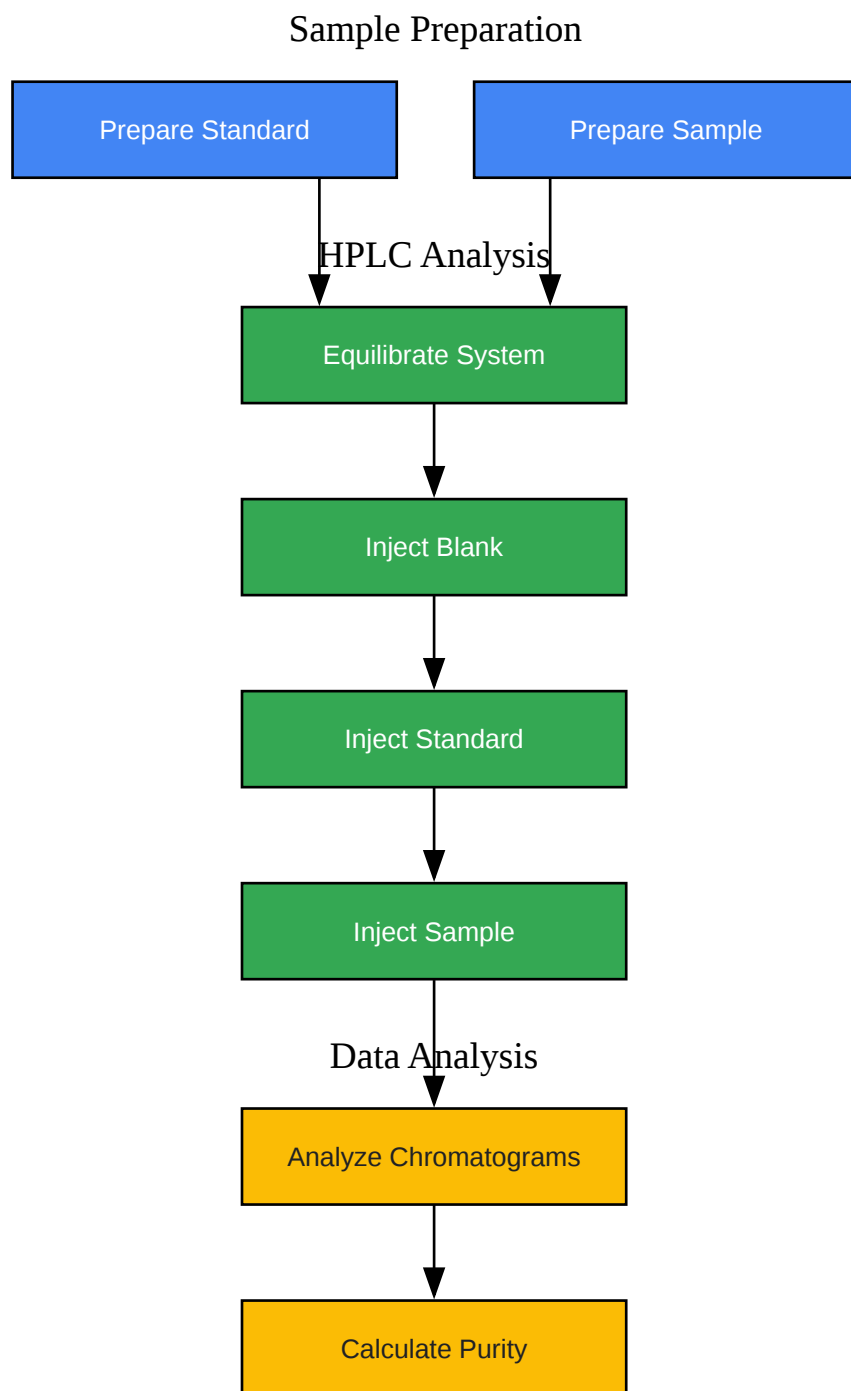 Sample Preparation
Prepare Standard
Prepare Sample
HPLC Analysis
Equilibrate System
Inject Blank
Inject Standard
Inject Sample
Data Analysis
Analyze Chromatograms
Calculate Purity